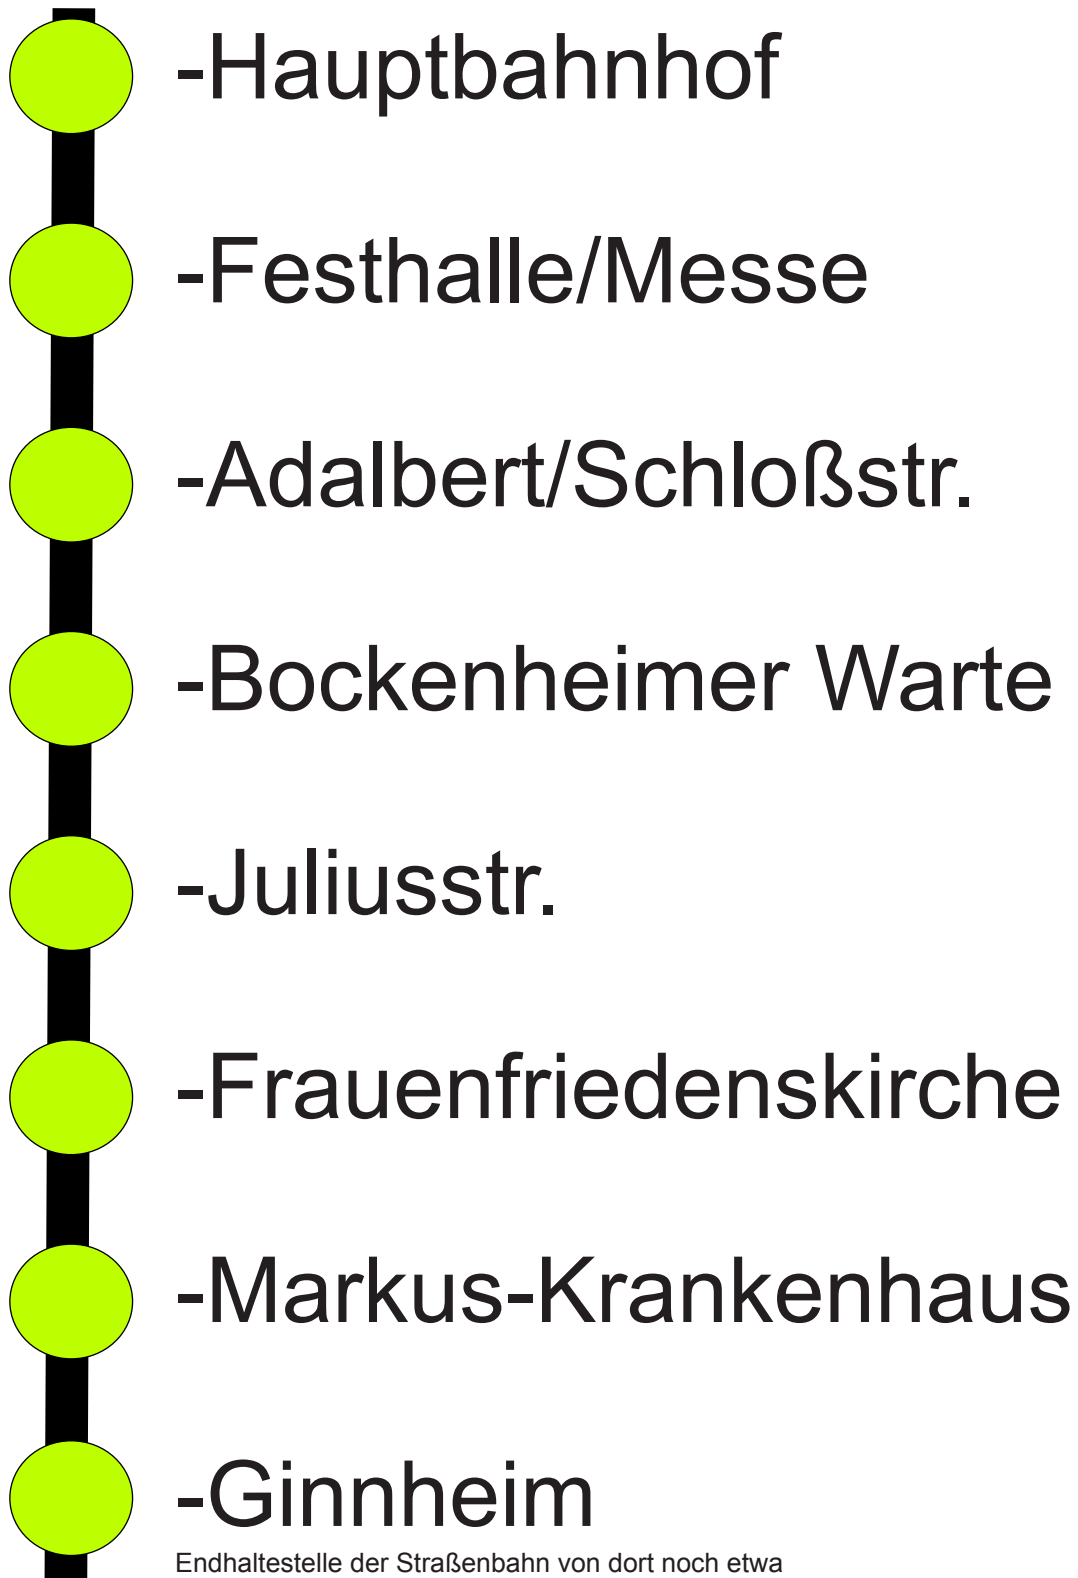 -Hauptbahnhof
-Festhalle/Messe
-Adalbert/Schloßstr.
-Bockenheimer Warte
-Juliusstr.
-Frauenfriedenskirche
-Markus-Krankenhaus
-Ginnheim
Endhaltestelle der Straßenbahn von dort noch etwa